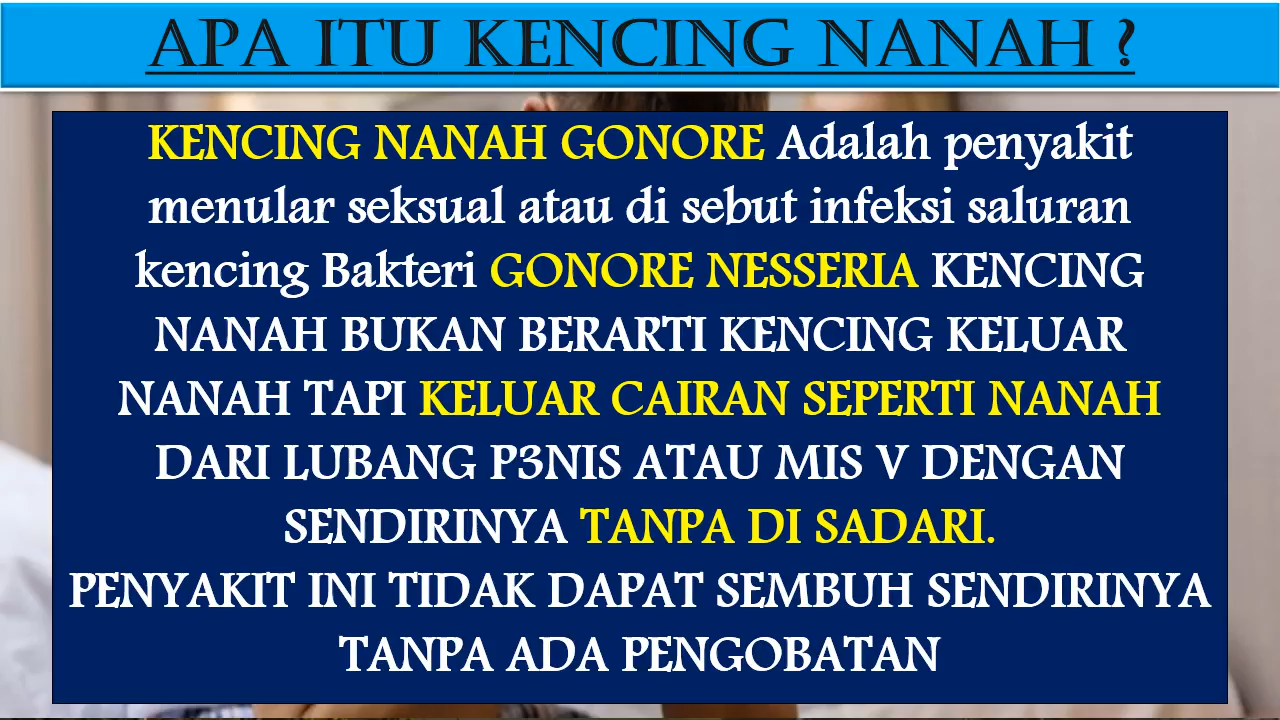 APA ITU KENCING NANAH ?
KENCING NANAH GONORE Adalah penyakit
menular seksual atau di sebut infeksi saluran
kencing Bakteri GONORE NESSERIA KENCING
NANAH BUKAN BERARTI KENCING KELUAR
NANAH TAPI KELUAR CAIRAN SEPERTI NANAH
DARI LUBANG P3NIS ATAU MIS V DENGAN
SENDIRINYA TANPA DI SADARI.
PENYAKIT INI TIDAK DAPAT SEMBUH SENDIRINYA
TANPA ADA PENGOBATAN